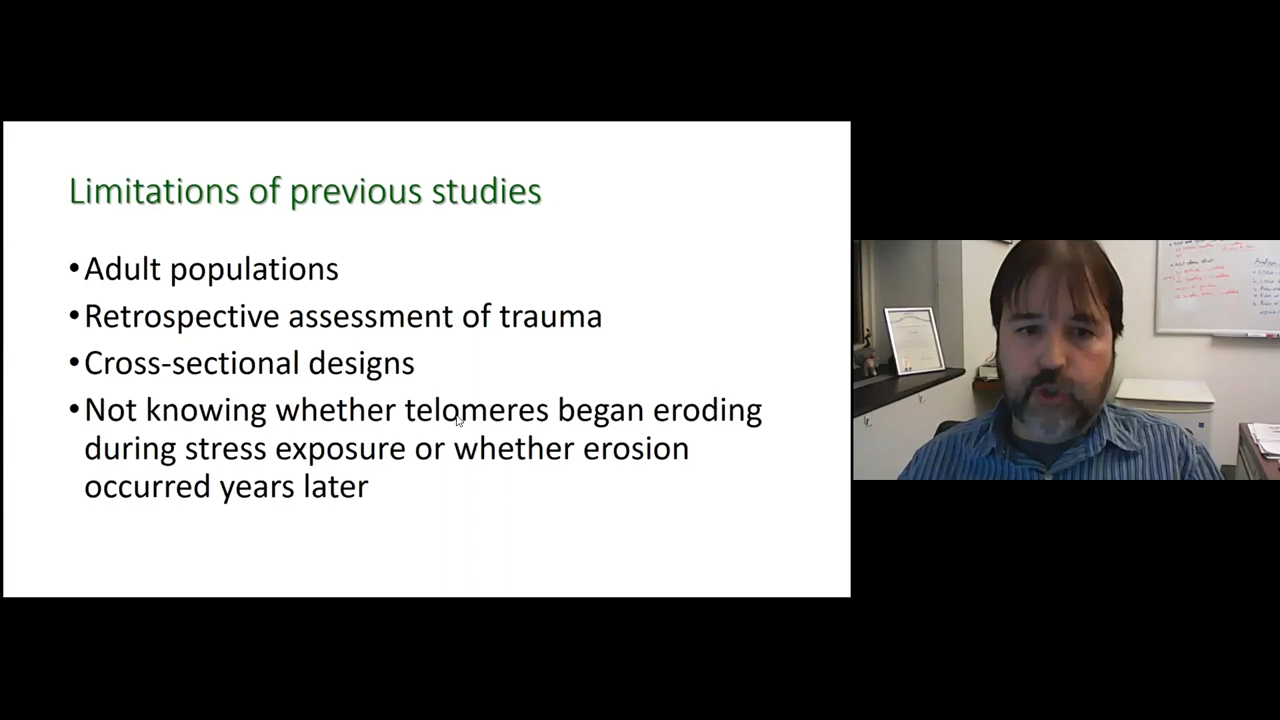 Limitations of previous studies
•Adult populations
•Retrospective assessment of trauma
•Cross-sectional designs
•Not knowing whether telomeres began eroding
during stress exposure or whether erosion
occurred years later